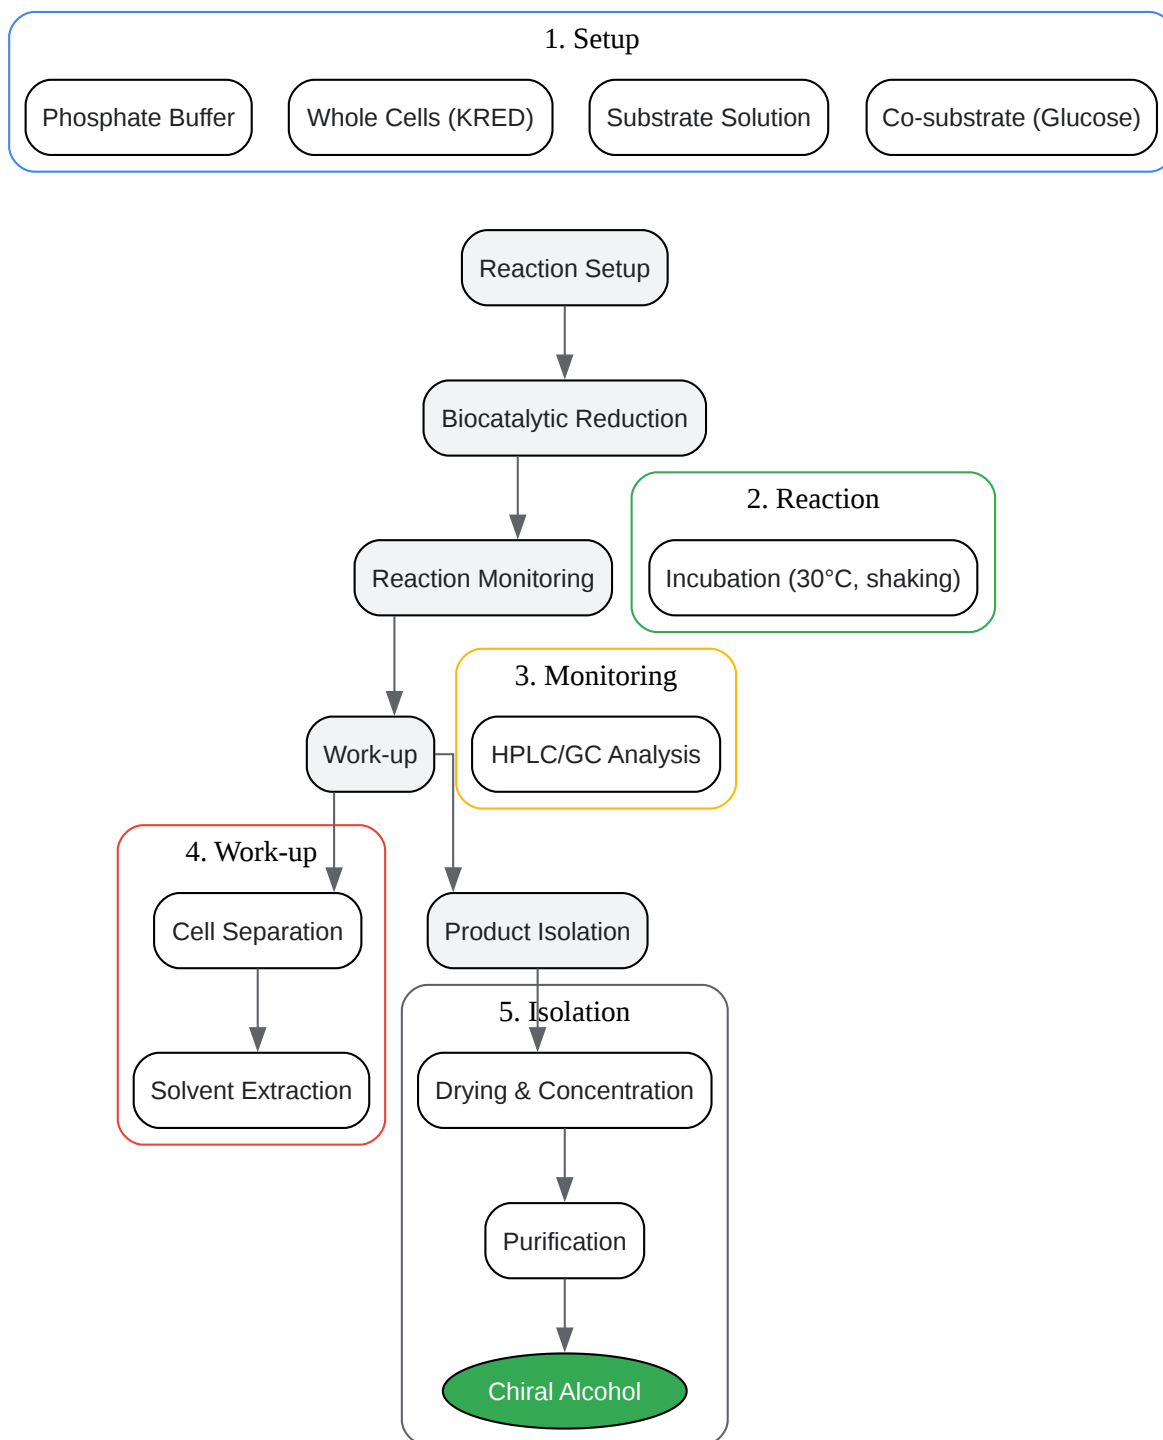 1. Setup
Phosphate Buffer
Whole Cells (KRED)
Substrate Solution
Co-substrate (Glucose)
Reaction Setup
Biocatalytic Reduction
2. Reaction
Reaction Monitoring
Incubation (30°C, shaking)
3. Monitoring
Work-up
HPLC/GC Analysis
4. Work-up
Cell Separation
Product Isolation
5. Isolation
Solvent Extraction
Drying & Concentration
Purification
Chiral Alcohol